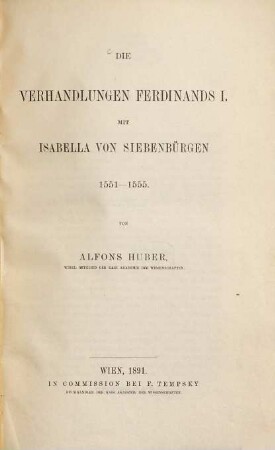 DIE
VERHANDLUNGEN FERDINANDS I.
MIT
ISABELLA VON SIEBENBÜRGEN
1551—1555.
VON
ALFONS HUBER,
WIRKL. MITGLIED DER KAIS. AKADEMIE DER WISSENSCHAFTEN.
WIEN, 1891.
IN COMMISSION BEI F. TEMPSKY
BUCHHÄNDLER DER KAIS. AKADEMIE DER WISSENSCHAFTEN.